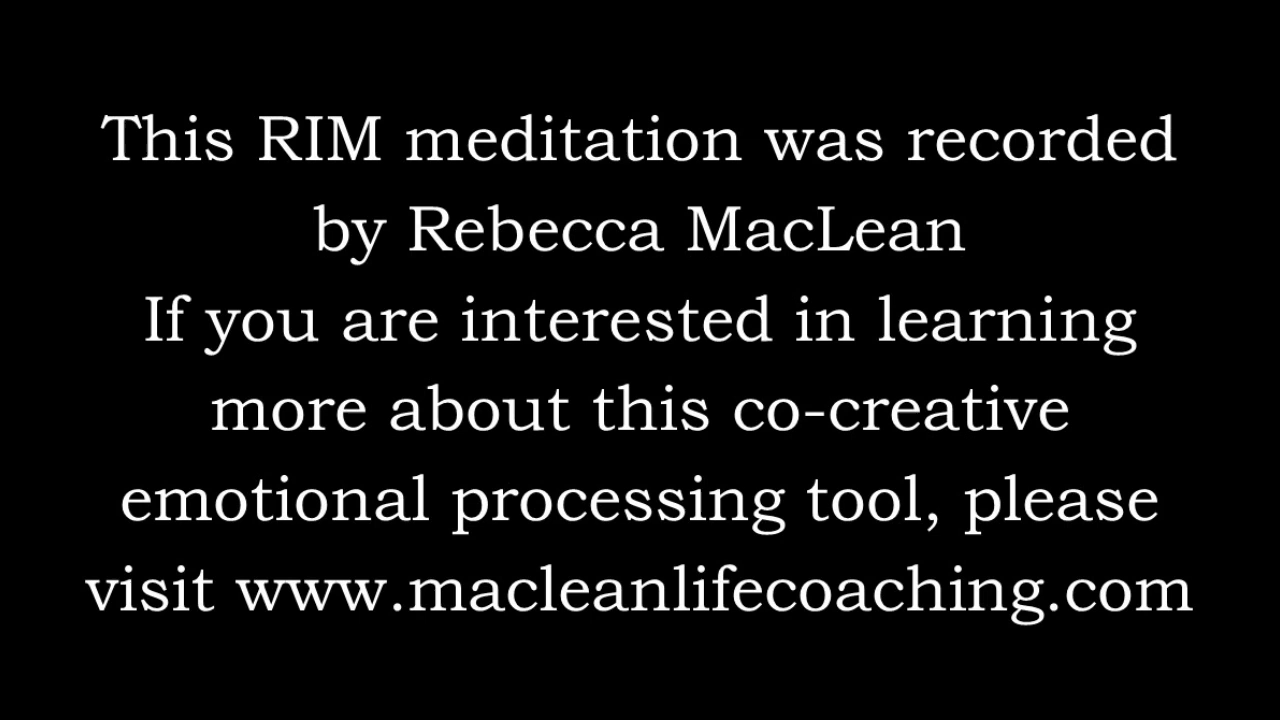 This RIM meditation was recorded
by Rebecca MacLean
If you are interested in learning
more about this co-creative
emotional processing tool, please
visit www.macleanlifecoaching.com